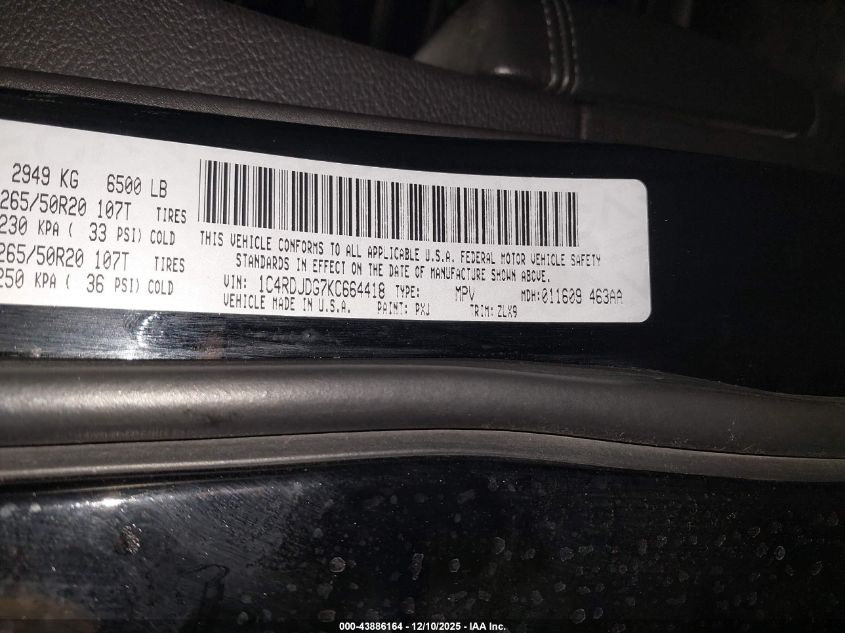 2949 KG 6500 LB
265/50R20 107T TIRES
230 KPA ( 33 PSI) COLD
265/50R20 107T TIRES
250 KPA ( 36 PSI) COLD
THIS VEHICLE CONFORMS TO ALL APPLICABLE U.S.A. FEDERAL MOTOR VEHICLE SAFETY
STANDARDS IN EFFECT ON THE DATE OF MANUFACTURE SHOWN ABOVE.
VIN: 1C4RDJDG7KC664418 TYPE: MPV MDH: 011609 463AA
VEHICLE MADE IN U.S.A. PAINT: PXJ TRIM: ZLX9
000-43886164 — 12/10/2025 — IAA Inc.